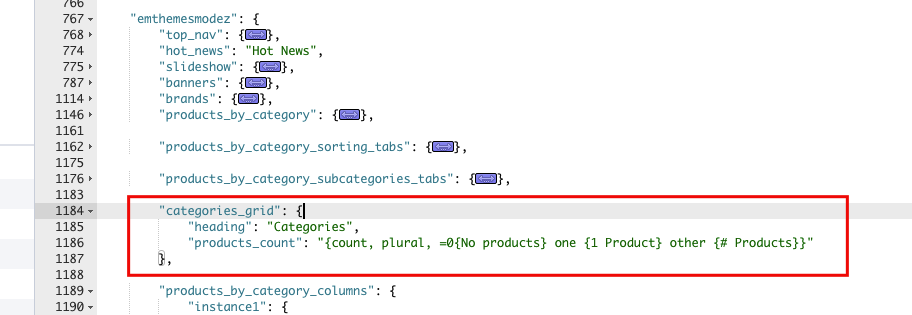 766
767 "emthemesmodez": {
768 "top_nav": {},
774 "hot_news": "Hot News",
775 "slideshow": {},
787 "banners": {},
1114 "brands": {},
1146 "products_by_category": {},
1161
1162 "products_by_category_sorting_tabs": {},
1175
1176 "products_by_category_subcategories_tabs": {},
1183
1184 "categories_grid": {
1185 "heading": "Categories",
1186 "products_count": "{count, plural, =0{No products} one {1 Product} other {# Products}}"
1187 },
1188
1189 "products_by_category_columns": {
1190 "instance1": {